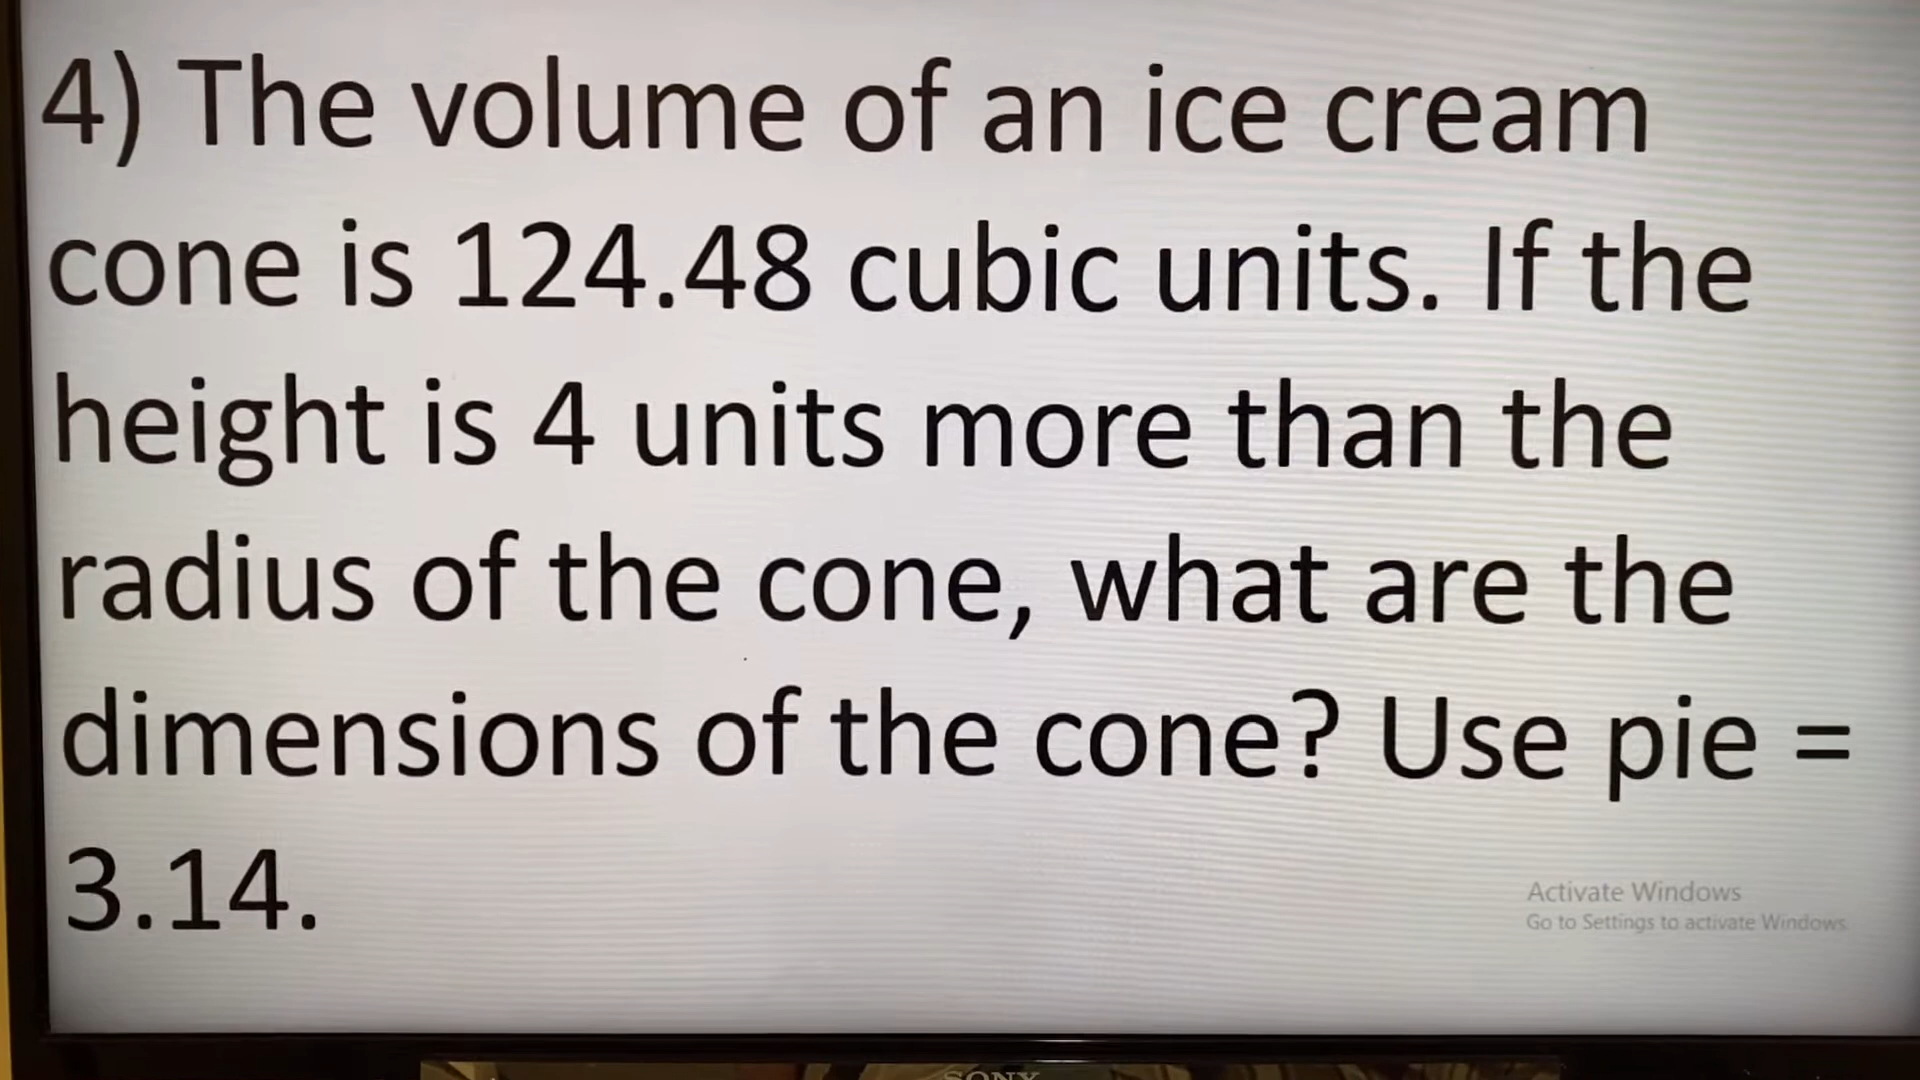 4) The volume of an ice cream
cone is 124.48 cubic units. If the
height is 4 units more than the
radius of the cone, what are the
dimensions of the cone? Use pie =
3.14.
Activate Windows
Go to Settings to activate Windows.
SONY